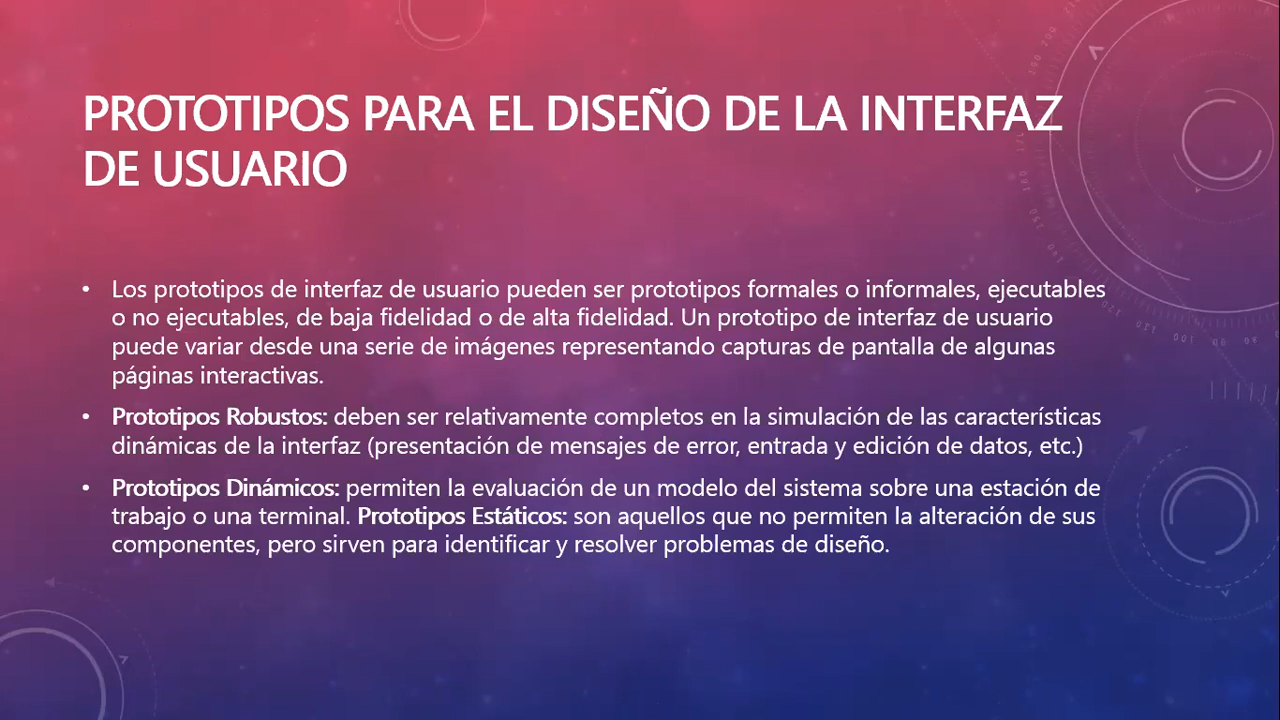 PROTOTIPOS PARA EL DISEÑO DE LA INTERFAZ
DE USUARIO
• Los prototipos de interfaz de usuario pueden ser prototipos formales o informales, ejecutables
o no ejecutables, de baja fidelidad o de alta fidelidad. Un prototipo de interfaz de usuario
puede variar desde una serie de imágenes representando capturas de pantalla de algunas
páginas interactivas.
• Prototipos Robustos: deben ser relativamente completos en la simulación de las características
dinámicas de la interfaz (presentación de mensajes de error, entrada y edición de datos, etc.)
• Prototipos Dinámicos: permiten la evaluación de un modelo del sistema sobre una estación de
trabajo o una terminal. Prototipos Estáticos: son aquellos que no permiten la alteración de sus
componentes, pero sirven para identificar y resolver problemas de diseño.